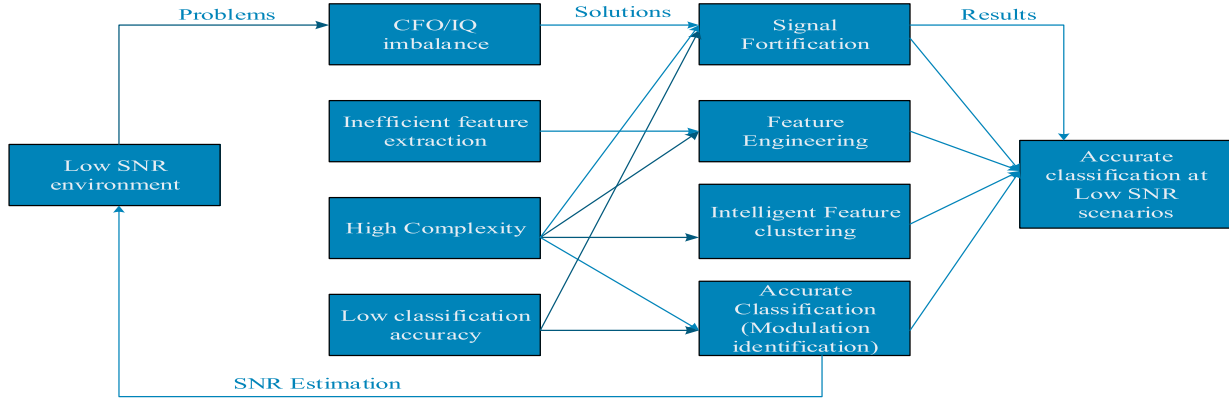 Problems
Solutions
Results
CFO/IQ
imbalance
Signal
Fortification
Inefficient feature
extraction
Feature
Engineering
Low SNR
environment
Accurate
classification at
Low SNR
scenarios
High Complexity
Intelligent Feature
clustering
Low classification
accuracy
Accurate
Classification
(Modulation
identification)
SNR Estimation